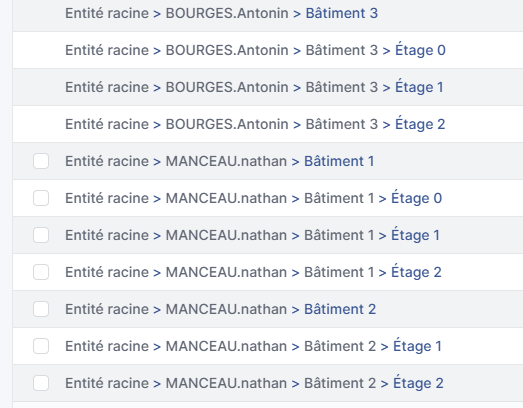 Entité racine > BOURGES.Antonin > Bâtiment 3
Entité racine > BOURGES.Antonin > Bâtiment 3 > Étage 0
Entité racine > BOURGES.Antonin > Bâtiment 3 > Étage 1
Entité racine > BOURGES.Antonin > Bâtiment 3 > Étage 2
Entité racine > MANCEAU.nathan > Bâtiment 1
Entité racine > MANCEAU.nathan > Bâtiment 1 > Étage 0
Entité racine > MANCEAU.nathan > Bâtiment 1 > Étage 1
Entité racine > MANCEAU.nathan > Bâtiment 1 > Étage 2
Entité racine > MANCEAU.nathan > Bâtiment 2
Entité racine > MANCEAU.nathan > Bâtiment 2 > Étage 1
Entité racine > MANCEAU.nathan > Bâtiment 2 > Étage 2